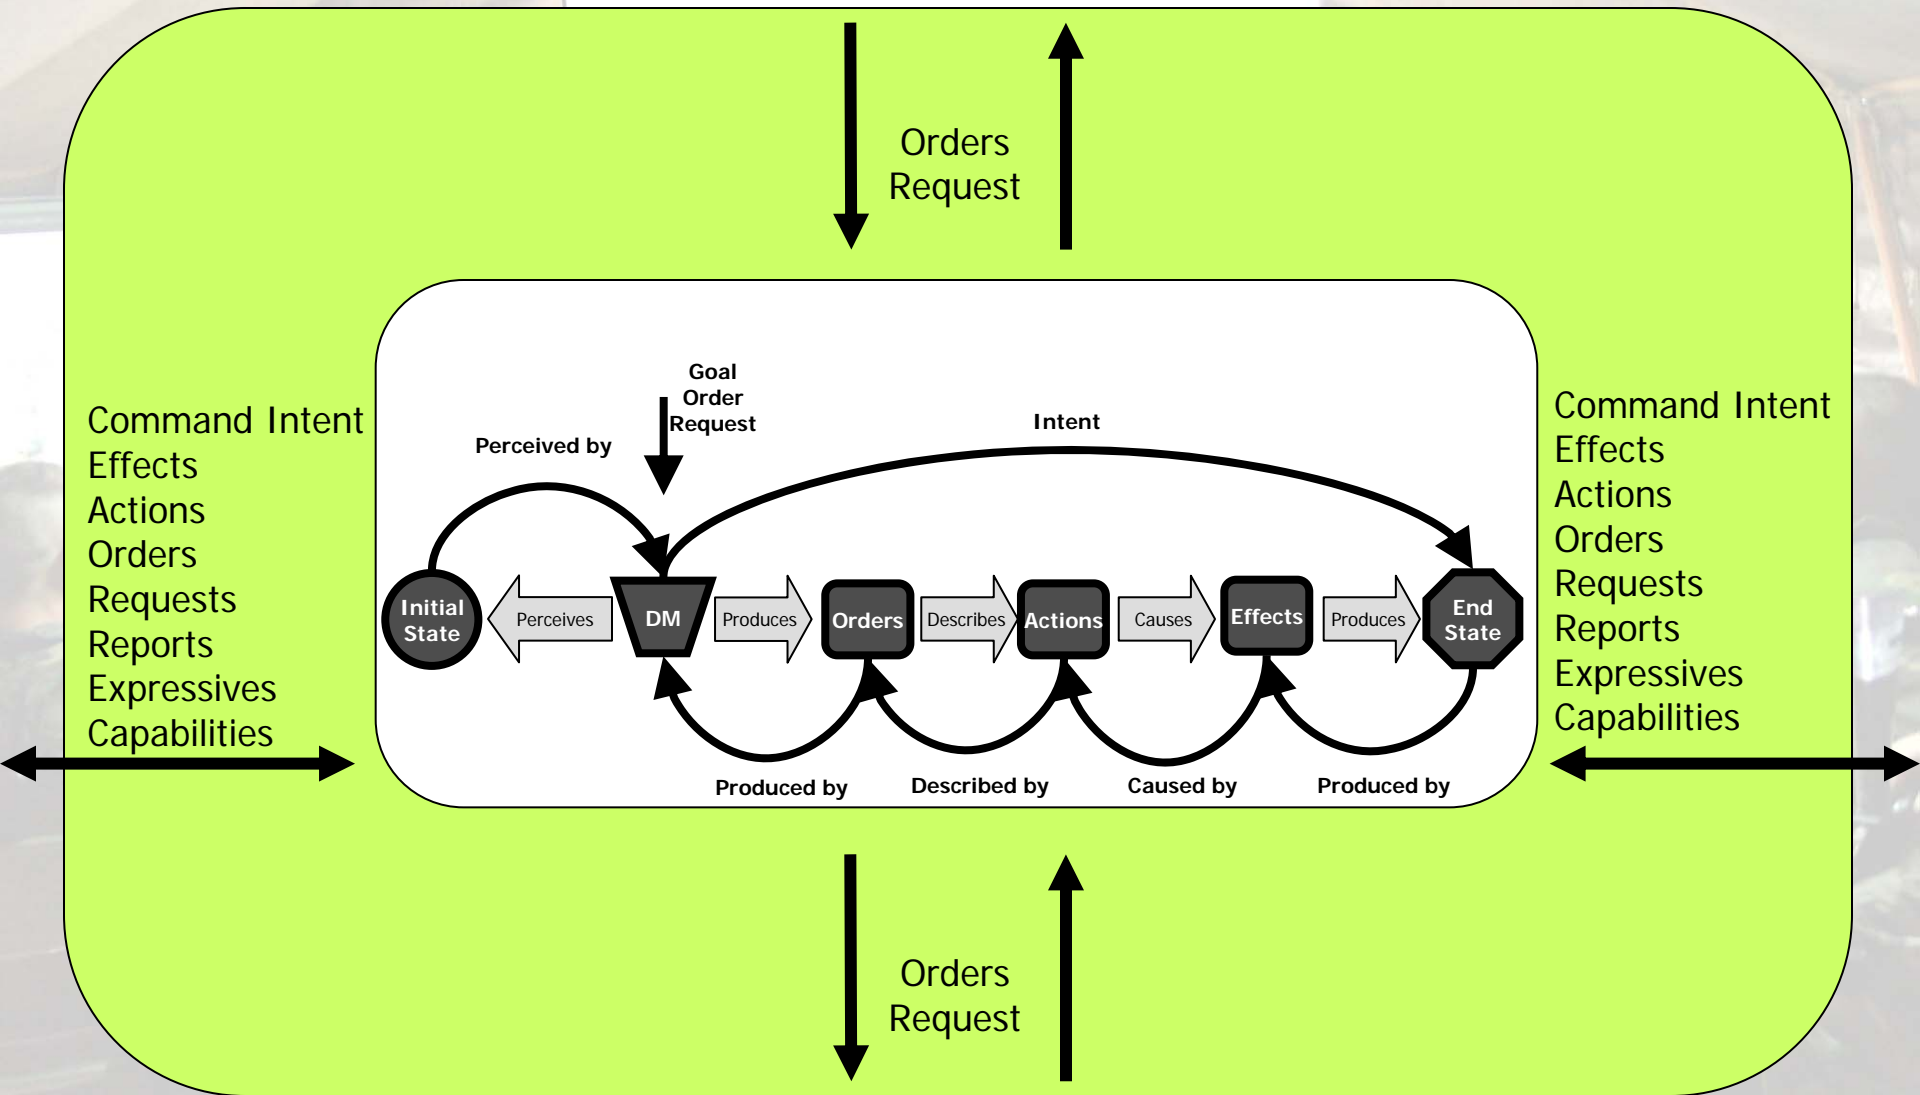 Orders
Request
Command Intent
Effects
Actions
Orders
Requests
Reports
Expressives
Capabilities
Goal
Order
Request
Perceived by
Intent
Initial
State
Perceives
DM
Produces
Orders
Describes
Actions
Causes
Effects
Produces
End
State
Produced by
Described by
Caused by
Produced by
Command Intent
Effects
Actions
Orders
Requests
Reports
Expressives
Capabilities
Orders
Request